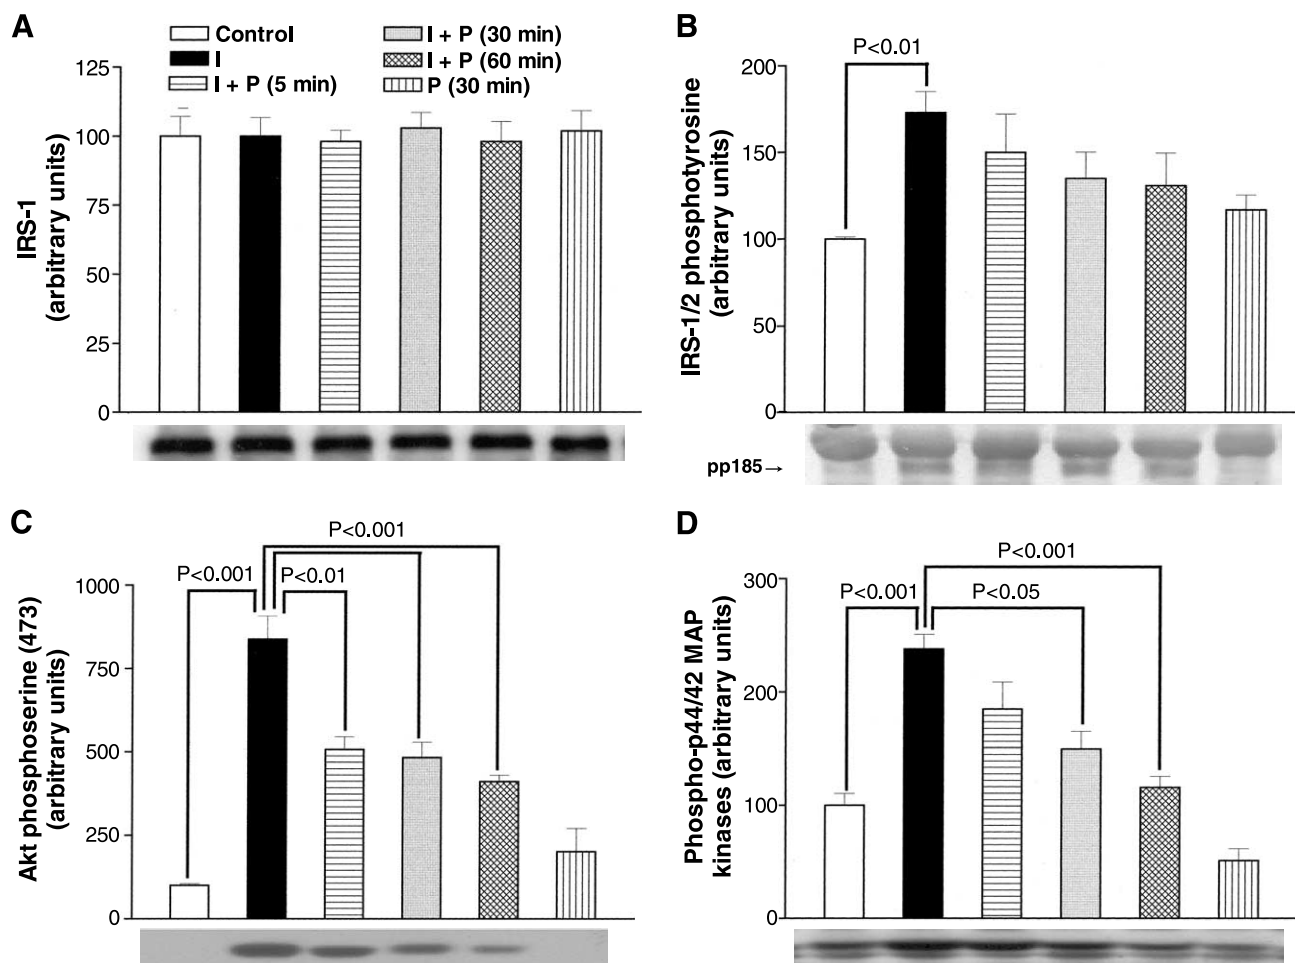 A
Control
I
I + P (5 min)
I + P (30 min)
I + P (60 min)
P (30 min)
IRS-1
(arbitrary units)
125
100
75
50
25
0
B
P<0.01
IRS-1/2 phosphotyrosine
(arbitrary units)
200
150
100
50
0
pp185→
C
P<0.001
P<0.001
P<0.01
Akt phosphoserine (473)
(arbitrary units)
1000
750
500
250
0
D
P<0.001
P<0.001
P<0.05
Phospho-p44/42 MAP
kinases (arbitrary units)
300
200
100
0